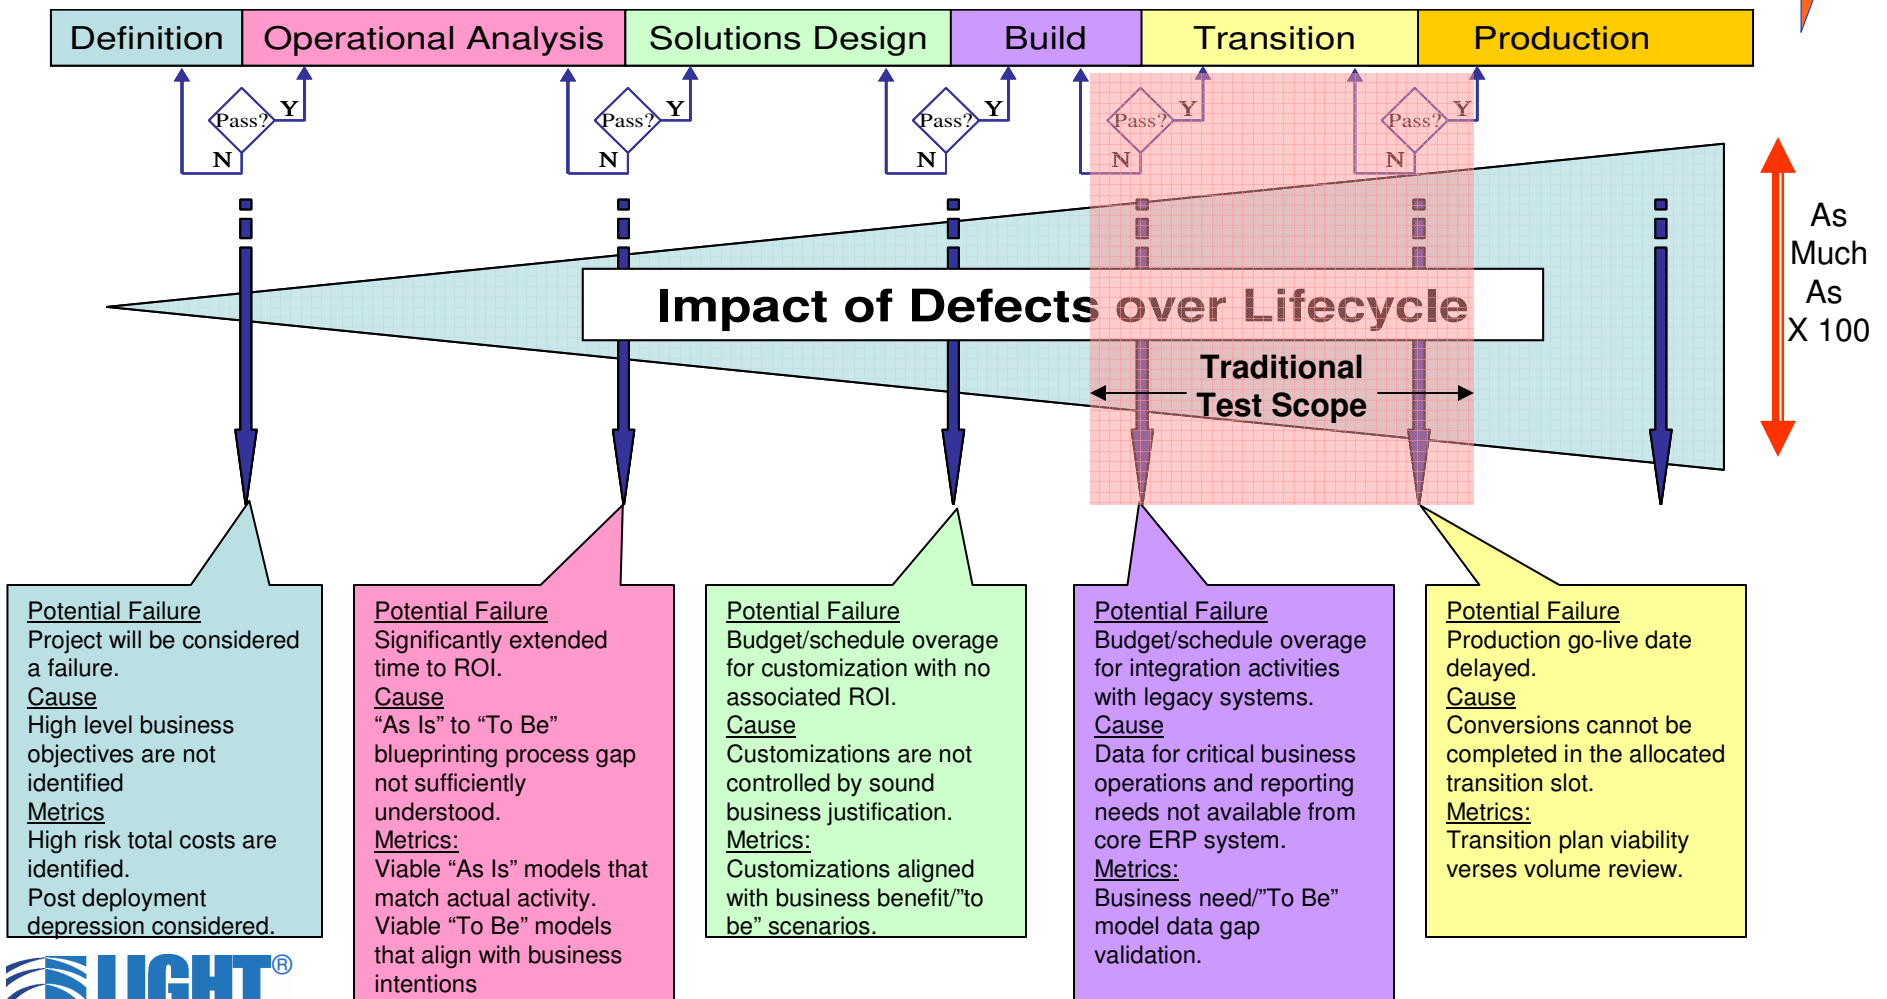 Definition
Operational Analysis
Solutions Design
Build
Transition
Production
Pass?
Y
N
Pass?
Y
N
Pass?
Y
N
Pass?
Y
N
Pass?
Y
N
Impact of Defects over Lifecycle
Traditional
Test Scope
As
Much
As
X 100
Potential Failure
Project will be considered
a failure.
Cause
High level business
objectives are not
identified
Metrics
High risk total costs are
identified.
Post deployment
depression considered.
Potential Failure
Significantly extended
time to ROI.
Cause
“As Is” to “To Be”
blueprinting process gap
not sufficiently
understood.
Metrics:
Viable “As Is” models that
match actual activity.
Viable “To Be” models
that align with business
intentions
Potential Failure
Budget/schedule overage
for customization with no
associated ROI.
Cause
Customizations are not
controlled by sound
business justification.
Metrics:
Customizations aligned
with business benefit/”to
be” scenarios.
Potential Failure
Budget/schedule overage
for integration activities
with legacy systems.
Cause
Data for critical business
operations and reporting
needs not available from
core ERP system.
Metrics:
Business need/”To Be”
model data gap
validation.
Potential Failure
Production go-live date
delayed.
Cause
Conversions cannot be
completed in the allocated
transition slot.
Metrics:
Transition plan viability
verses volume review.
LIGHT®